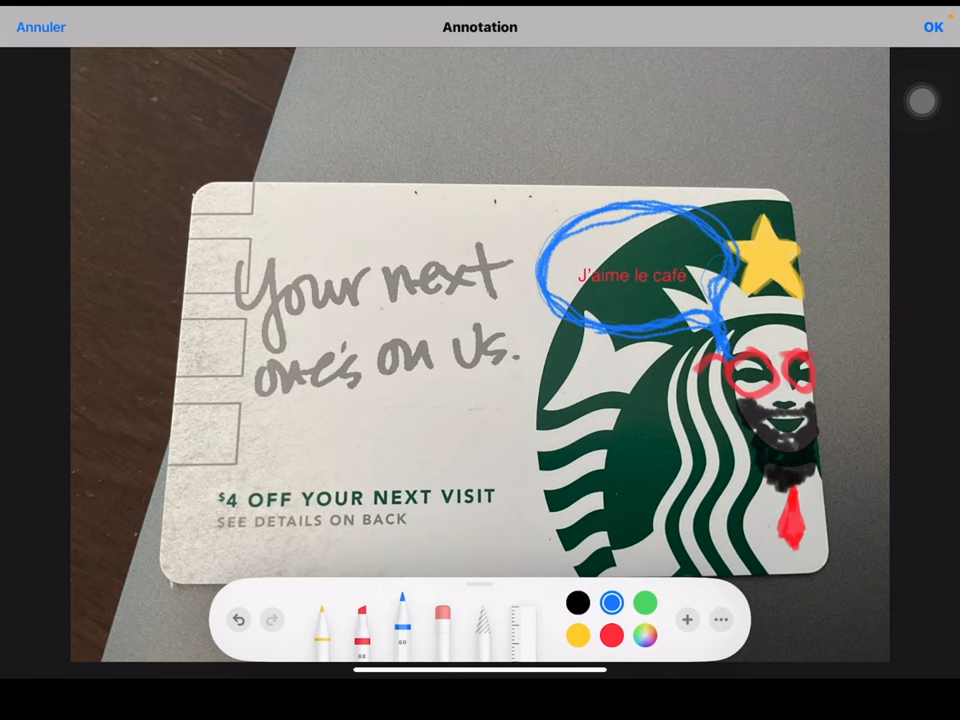 Annuler
Annotation
OK
J'aime le café
Your next
one's on us.
$4 OFF YOUR NEXT VISIT
SEE DETAILS ON BACK
60